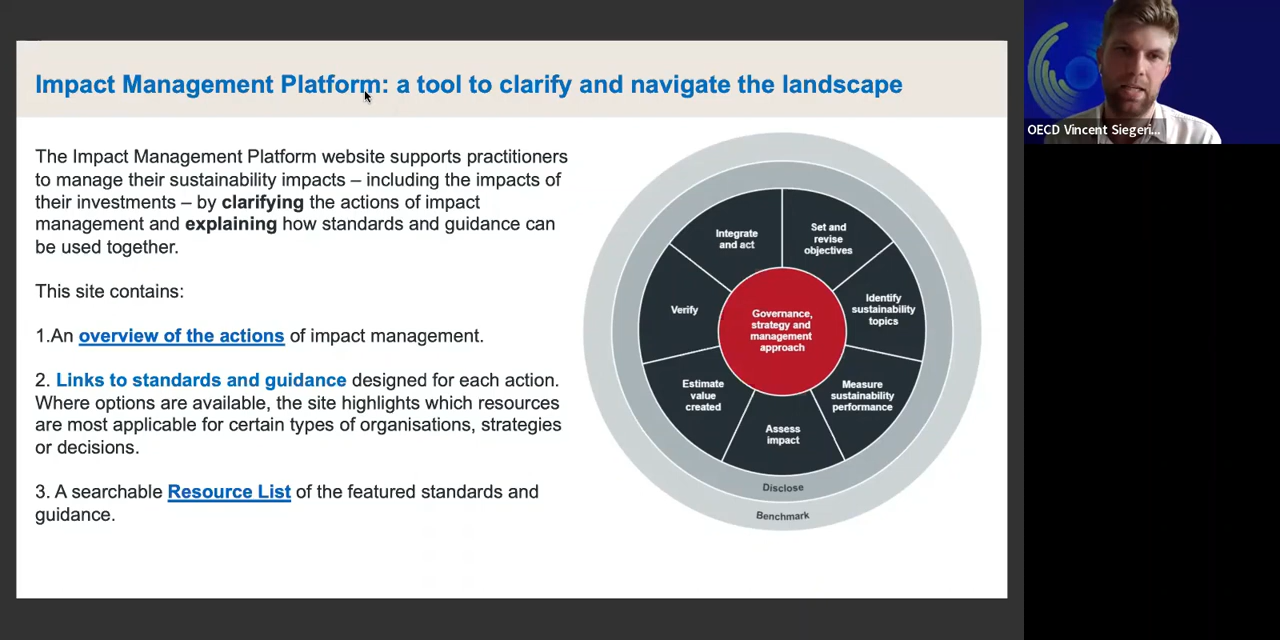 Impact Management Platform: a tool to clarify and navigate the landscape
The Impact Management Platform website supports practitioners
to manage their sustainability impacts – including the impacts of
their investments – by clarifying the actions of impact
management and explaining how standards and guidance can
be used together.
This site contains:
1.An overview of the actions of impact management.
2. Links to standards and guidance designed for each action.
Where options are available, the site highlights which resources
are most applicable for certain types of organisations, strategies
or decisions.
3. A searchable Resource List of the featured standards and
guidance.
Integrate
and act
Set and
revise
objectives
Verify
Governance,
strategy and
management
approach
Identify
sustainability
topics
Estimate
value
created
Measure
sustainability
performance
Assess
impact
Disclose
Benchmark
OECD Vincent Siegeri...